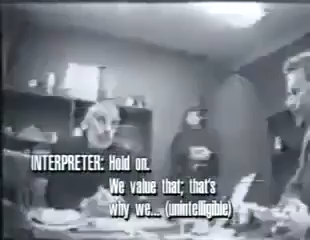 INTERPRETER: Hold on.
We value that; that's
why we... (unintelligible)